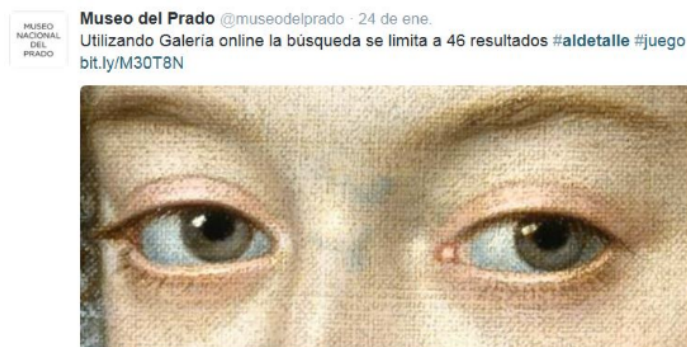 MUSEO
NACIONAL
DEL
PRADO
Museo del Prado @museodelprado · 24 de ene.
Utilizando Galería online la búsqueda se limita a 46 resultados #aldetalle #juego
bit.ly/M30T8N